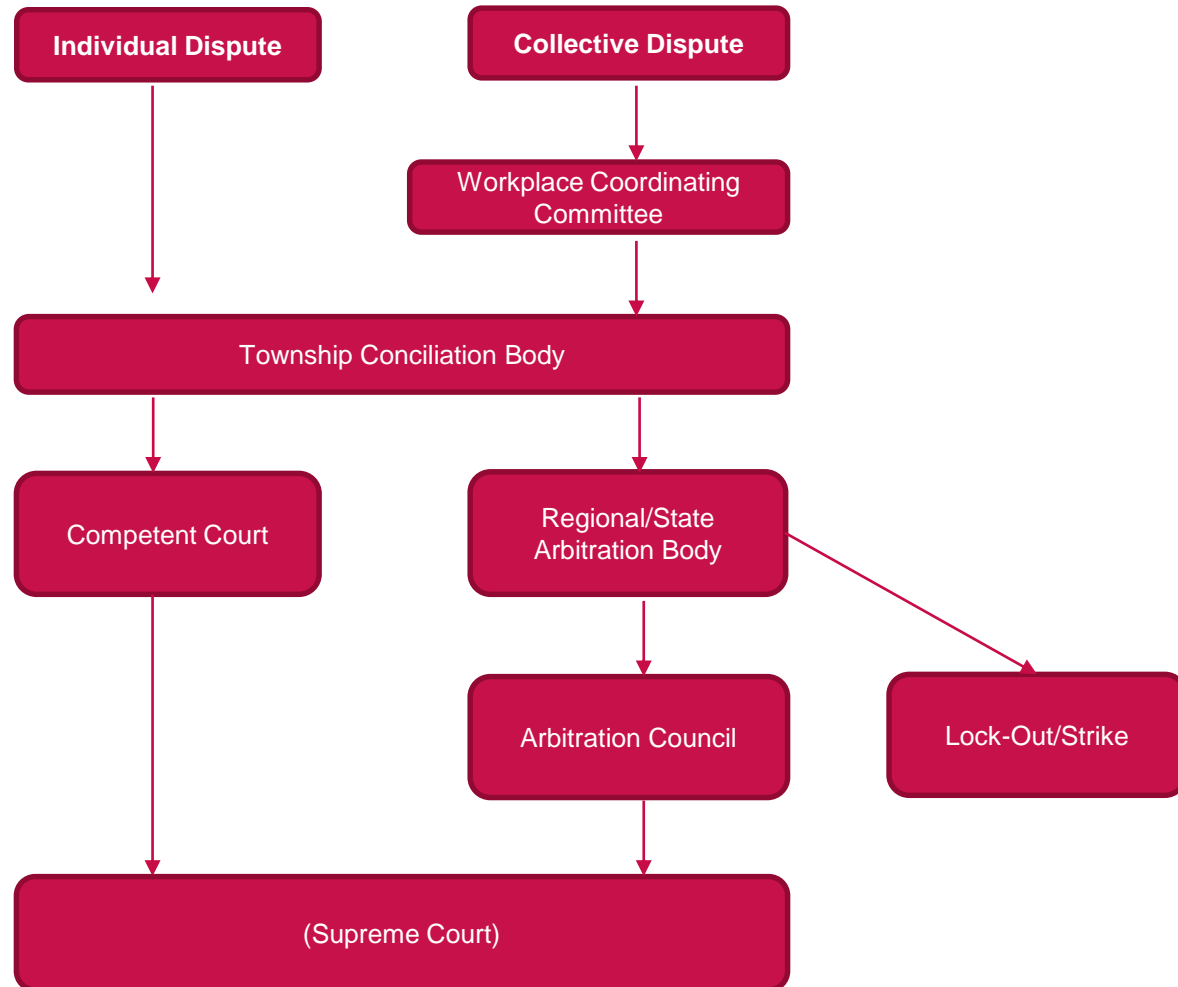 Individual Dispute
Collective Dispute
Workplace Coordinating
Committee
Township Conciliation Body
Competent Court
Regional/State
Arbitration Body
Arbitration Council
Lock-Out/Strike
(Supreme Court)